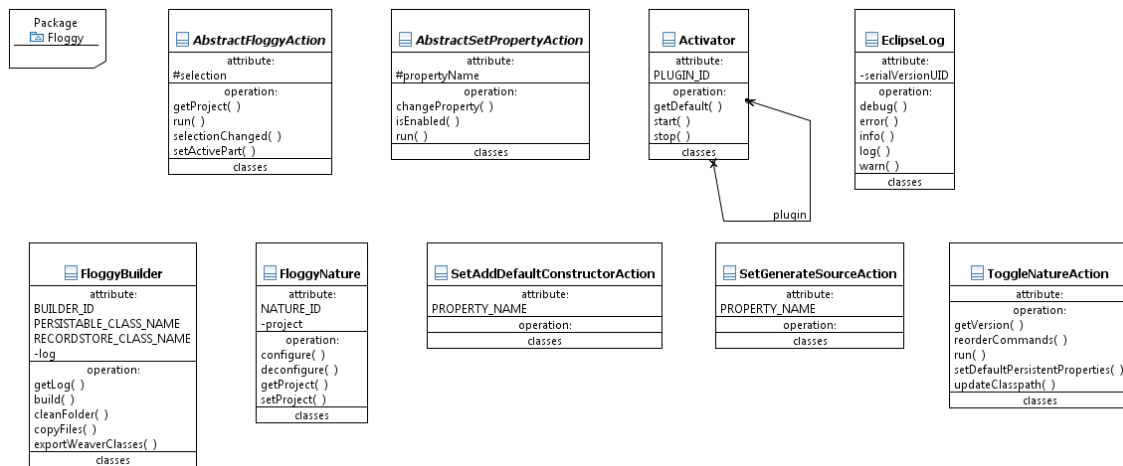 Package
Floggy
AbstractFloggyAction
attribute:
#selection
operation:
getProject( )
run( )
selectionChanged( )
setActivePart( )
classes
AbstractSetPropertyAction
attribute:
#propertyName
operation:
changeProperty( )
isEnabled( )
run( )
classes
Activator
attribute:
PLUGIN_ID
operation:
getDefault( )
start( )
stop( )
classes
plugin
EclipseLog
attribute:
-serialVersionUID
operation:
debug( )
error( )
info( )
log( )
warn( )
classes
FloggyBuilder
attribute:
BUILDER_ID
PERSISTABLE_CLASS_NAME
RECORDSTORE_CLASS_NAME
-log
operation:
getLog( )
build( )
cleanFolder( )
copyFiles( )
exportWeaverClasses( )
classes
FloggyNature
attribute:
NATURE_ID
-project
operation:
configure( )
deconfigure( )
getProject( )
setProject( )
classes
SetAddDefaultConstructorAction
attribute:
PROPERTY_NAME
operation:
classes
SetGenerateSourceAction
attribute:
PROPERTY_NAME
operation:
classes
ToggleNatureAction
attribute:
operation:
getVersion( )
reorderCommands( )
run( )
setDefaultPersistentProperties( )
updateClasspath( )
classes